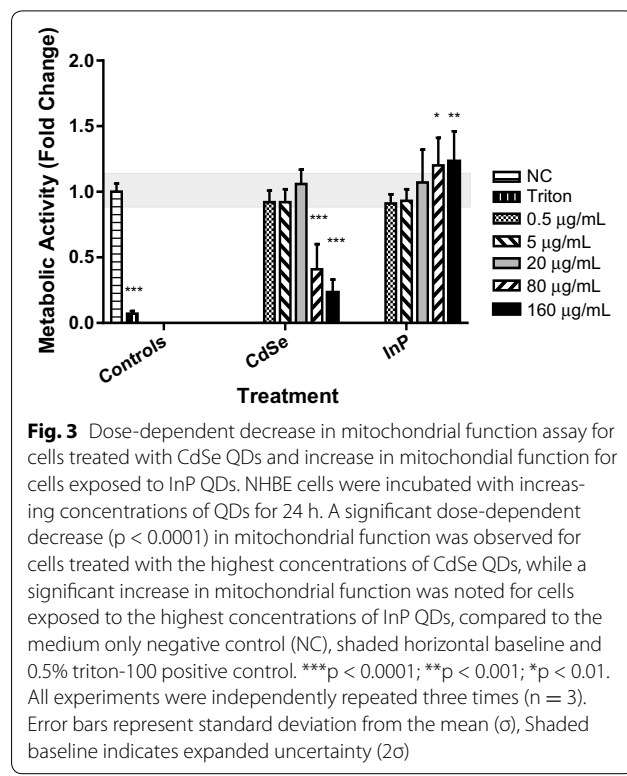 Metabolic Activity (Fold Change)
2.0
1.5
1.0
0.5
0.0
***
***
***
*
**
Controls
CdSe
InP
Treatment
NC
Triton
0.5 µg/mL
5 µg/mL
20 µg/mL
80 µg/mL
160 µg/mL
Fig. 3 Dose-dependent decrease in mitochondrial function assay for
cells treated with CdSe QDs and increase in mitochondial function for
cells exposed to InP QDs. NHBE cells were incubated with increas-
ing concentrations of QDs for 24 h. A significant dose-dependent
decrease (p < 0.0001) in mitochondrial function was observed for
cells treated with the highest concentrations of CdSe QDs, while a
significant increase in mitochondrial function was noted for cells
exposed to the highest concentrations of InP QDs, compared to the
medium only negative control (NC), shaded horizontal baseline and
0.5% triton-100 positive control. ***p < 0.0001; **p < 0.001; *p < 0.01.
All experiments were independently repeated three times (n = 3).
Error bars represent standard deviation from the mean (σ), Shaded
baseline indicates expanded uncertainty (2σ)